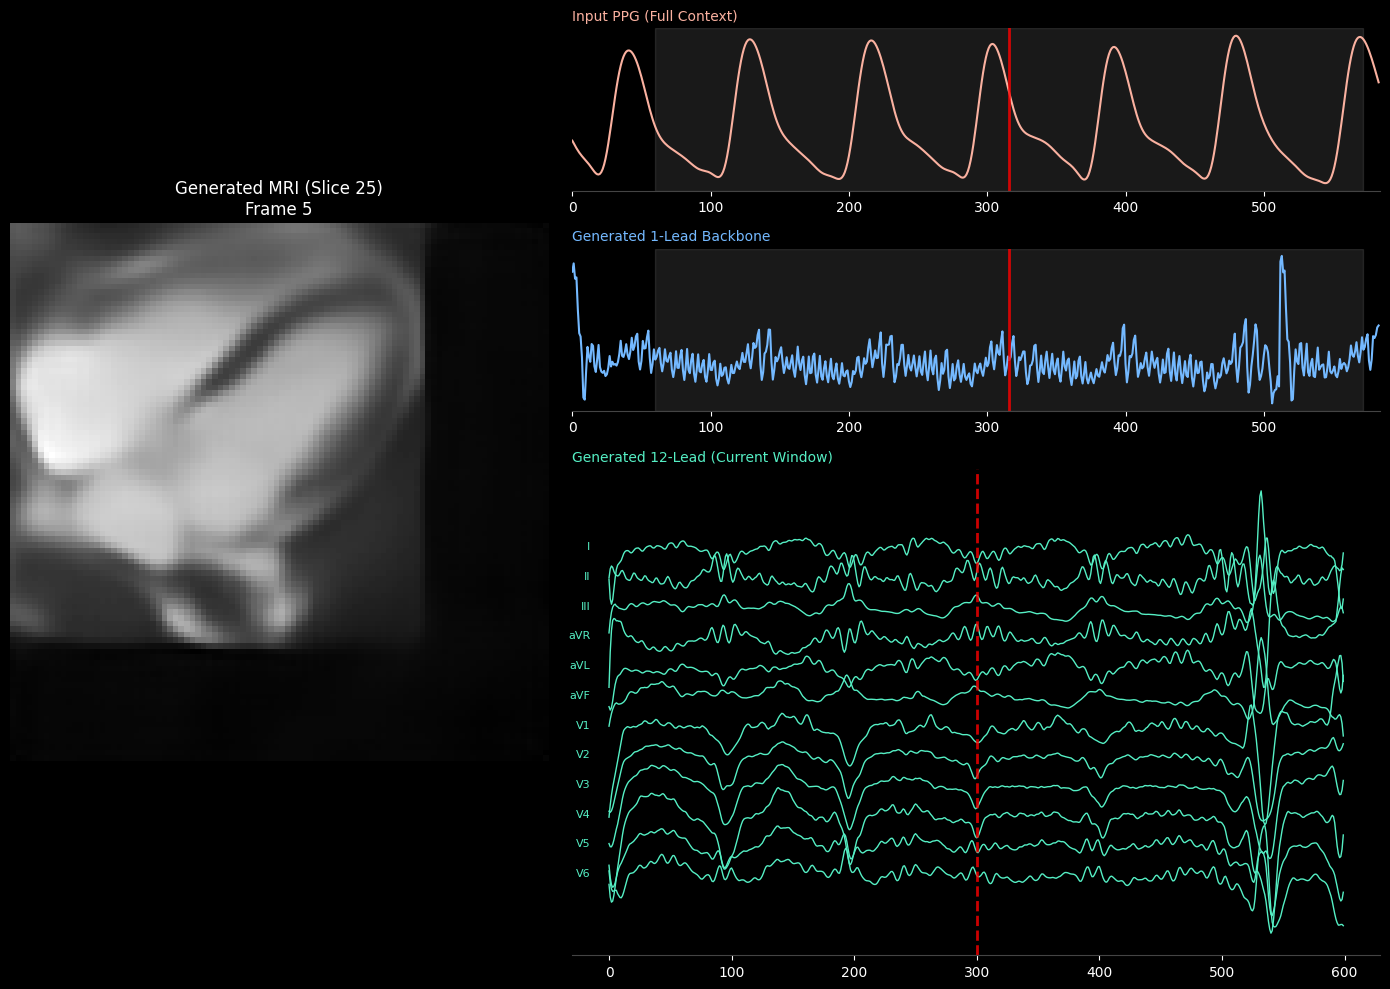 Generated MRI (Slice 25)
Frame 5
Input PPG (Full Context)
0 100 200 300 400 500
Generated 1-Lead Backbone
0 100 200 300 400 500
Generated 12-Lead (Current Window)
I
II
III
aVR
aVL
aVF
V1
V2
V3
V4
V5
V6
0 100 200 300 400 500 600